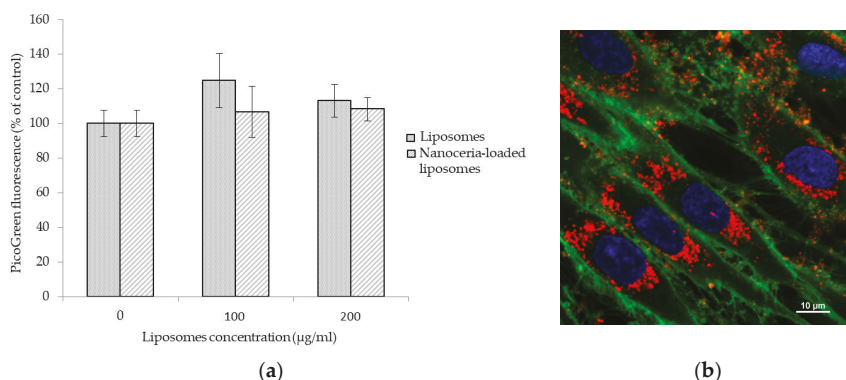 160
140
120
100
80
60
40
20
0
PicoGreen fluorescence (% of control)
0
100
200
Liposomes concentration (µg/ml)
Liposomes
Nanoceria-loaded
liposomes
10 µm
(a)
(b)